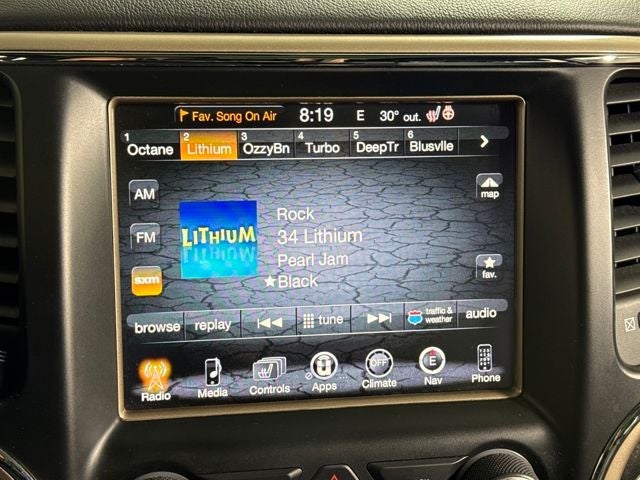 Fav. Song On Air 8:19 E 30° out.
1 Octane 2 Lithium 3 OzzyBn 4 Turbo 5 DeepTr 6 Blusvlle
AM
FM
sxm
LITHIUM
Rock
34 Lithium
Pearl Jam
★Black
map
fav.
browse replay tune traffic & weather audio
OFF E
Radio Media Controls Apps Climate Nav Phone